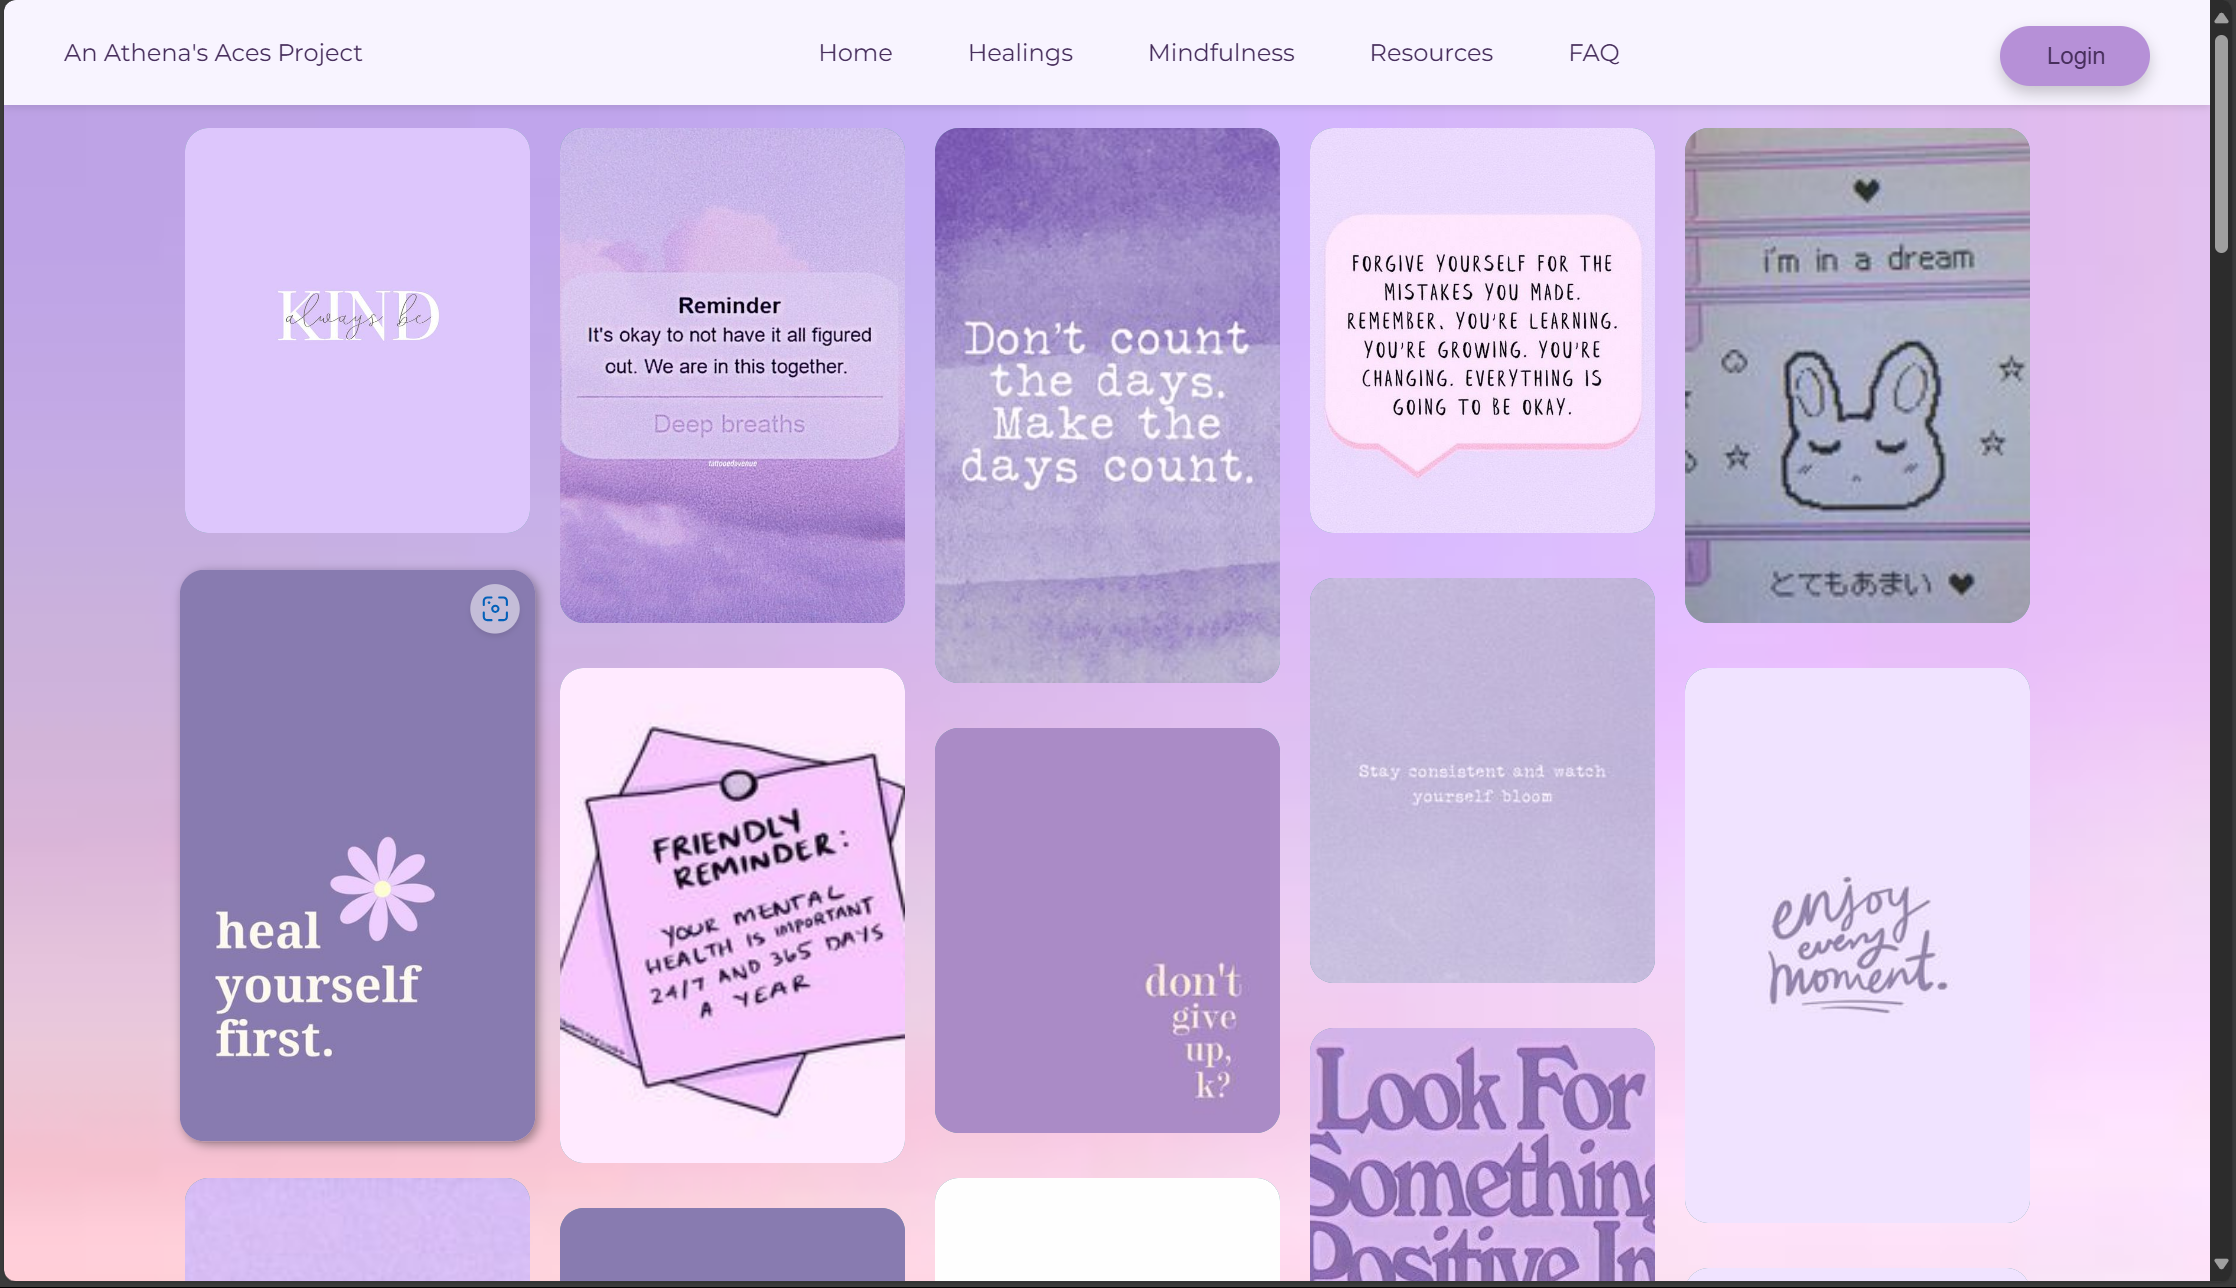 An Athena's Aces Project
Home
Healings
Mindfulness
Resources
FAQ
Login
KIND
always be
Reminder
It's okay to not have it all figured
out. We are in this together.
Deep breaths
tattooedavenue
Don't count
the days.
Make the
days count.
FORGIVE YOURSELF FOR THE
MISTAKES YOU MADE.
REMEMBER, YOU'RE LEARNING.
YOU'RE GROWING. YOU'RE
CHANGING. EVERYTHING IS
GOING TO BE OKAY.
i'm in a dream
とてもあまい
heal
yourself
first.
FRIENDLY
REMINDER:
YOUR MENTAL
HEALTH IS IMPORTANT
24/7 AND 365 DAYS
A YEAR
don't
give
up,
k?
Stay consistent and watch
yourself bloom
enjoy
every
moment.
Look For
Something
Positive In